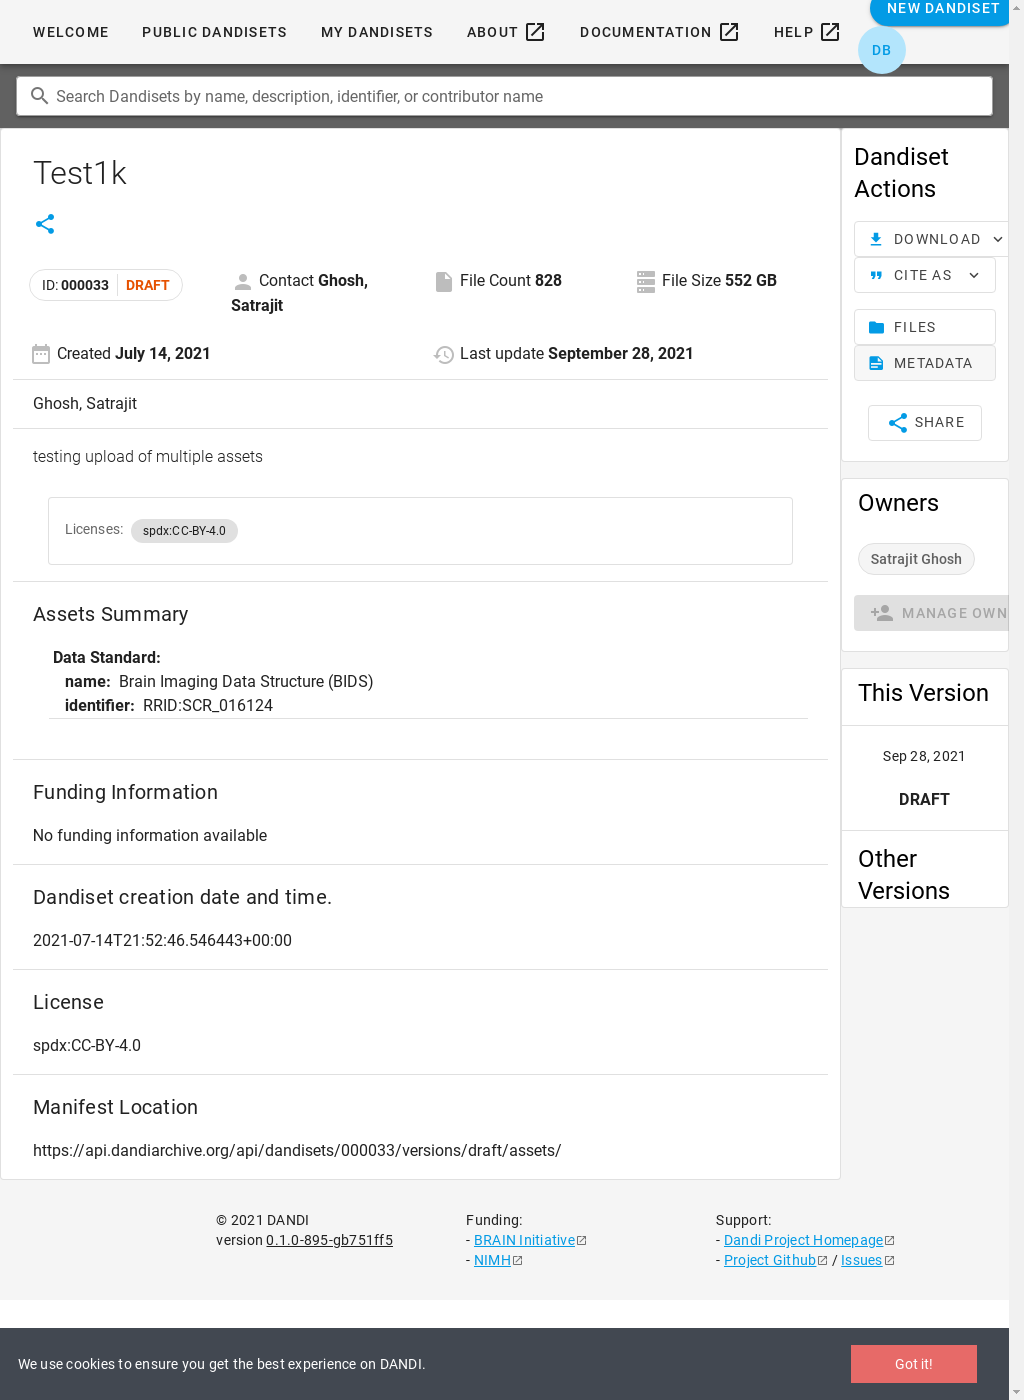 WELCOME PUBLIC DANDISETS MY DANDISETS ABOUT DOCUMENTATION HELP NEW DANDISET
DB
Search Dandisets by name, description, identifier, or contributor name
Test1k
ID: 000033 DRAFT
Contact Ghosh, Satrajit
File Count 828
File Size 552 GB
Created July 14, 2021
Last update September 28, 2021
Ghosh, Satrajit
testing upload of multiple assets
Licenses: spdx:CC-BY-4.0
Assets Summary
Data Standard:
name: Brain Imaging Data Structure (BIDS)
identifier: RRID:SCR_016124
Funding Information
No funding information available
Dandiset creation date and time.
2021-07-14T21:52:46.546443+00:00
License
spdx:CC-BY-4.0
Manifest Location
https://api.dandiarchive.org/api/dandisets/000033/versions/draft/assets/
Dandiset
Actions
DOWNLOAD
CITE AS
FILES
METADATA
SHARE
Owners
Satrajit Ghosh
MANAGE OWN
This Version
Sep 28, 2021
DRAFT
Other
Versions
© 2021 DANDI
version 0.1.0-895-gb751ff5
Funding:
- BRAIN Initiative
- NIMH
Support:
- Dandi Project Homepage
- Project Github / Issues
We use cookies to ensure you get the best experience on DANDI.
Got it!